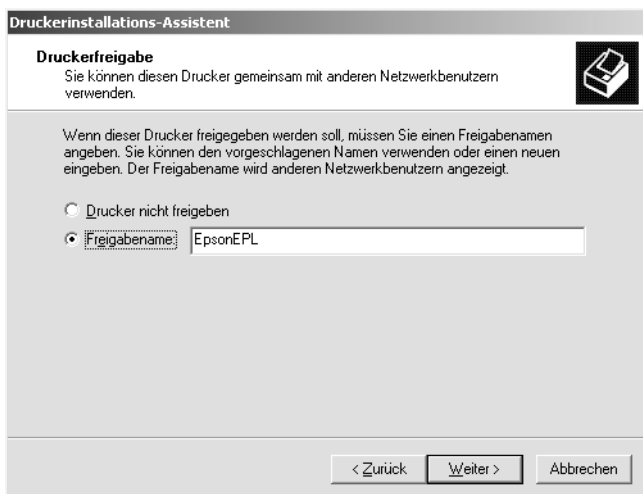 Druckerinstallations-Assistent
Druckerfreigabe
Sie können diesen Drucker gemeinsam mit anderen Netzwerkbenutzern
verwenden.
Wenn dieser Drucker freigegeben werden soll, müssen Sie einen Freigabenamen
angeben. Sie können den vorgeschlagenen Namen verwenden oder einen neuen
eingeben. Der Freigabename wird anderen Netzwerkbenutzern angezeigt.
Drucker nicht freigeben
Freigabename: EpsonEPL
< Zurück Weiter > Abbrechen